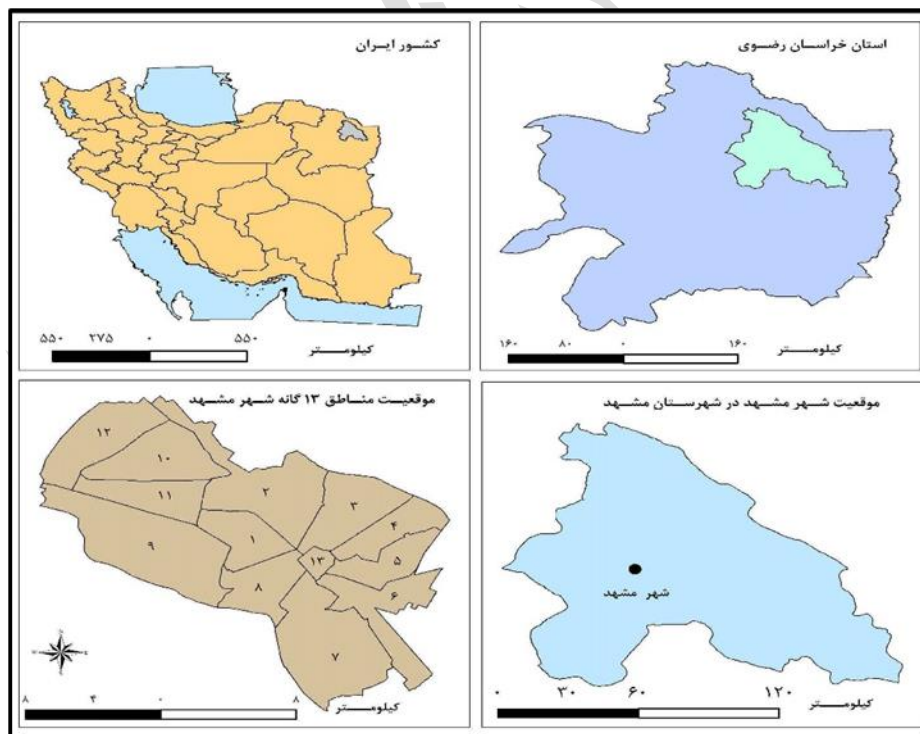 کشور ایران
۵۵۰ ۲۷۵ ۰ ۵۵۰
کیلومتر
استان خراسان رضوی
۱۶۰ ۸۰ ۰ ۱۶۰
کیلومتر
موقعیت مناطق ۱۳ گانه شهر مشهد
۱۲
۱۰
۱۱
۲
۳
۴
۱
۹
۱۳
۵
۸
۶
۷
۸ ۴ ۰ ۸
کیلومتر
موقعیت شهر مشهد در شهرستان مشهد
شهر مشهد
۰ ۳۰ ۶۰ ۱۲۰
کیلومتر